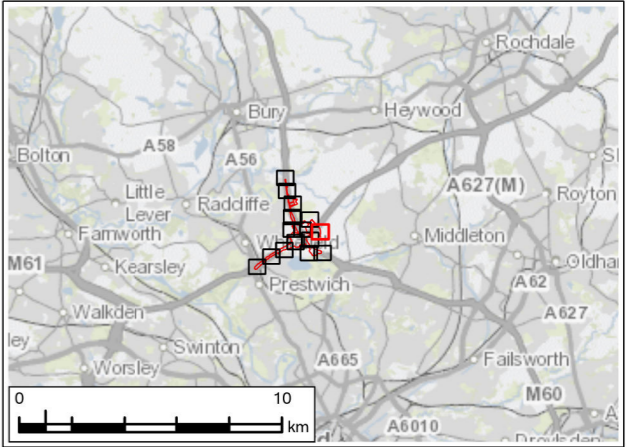 Rochdale
Bury
Heywood
A58
Bolton
A56
A627(M)
Little
Lever
Radcliffe
Royton
Farnworth
Middleton
M61
Kearsley
A62
Prestwich
Walkden
A627
Swinton
A665
Failsworth
Worsley
M60
0
10
km
A6010